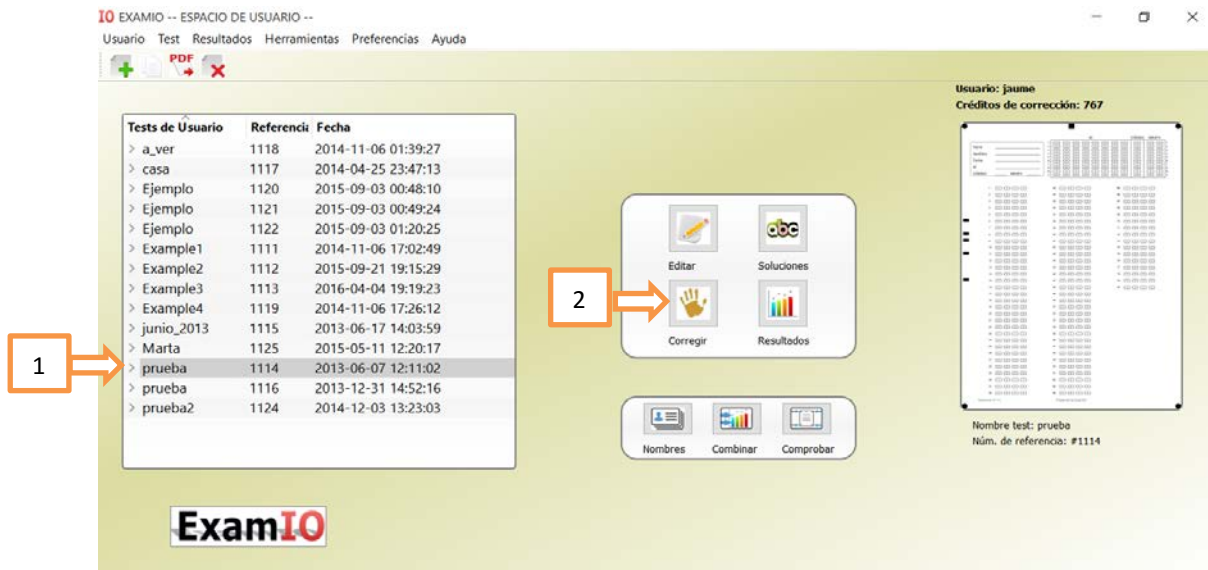 IO EXAMIO -- ESPACIO DE USUARIO --
Usuario Test Resultados Herramientas Preferencias Ayuda
PDF
Usuario: jaume
Créditos de corrección: 767
Tests de Usuario Referencia Fecha
a_ver 1118 2014-11-06 01:39:27
casa 1117 2014-04-25 23:47:13
Ejemplo 1120 2015-09-03 00:48:10
Ejemplo 1121 2015-09-03 00:49:24
Ejemplo 1122 2015-09-03 01:20:25
Example1 1111 2014-11-06 17:02:49
Example2 1112 2015-09-21 19:15:29
Example3 1113 2016-04-04 19:19:23
Example4 1119 2014-11-06 17:26:12
junio_2013 1115 2013-06-17 14:03:59
Marta 1125 2015-05-11 12:20:17
prueba 1114 2013-06-07 12:11:02
prueba 1116 2013-12-31 14:52:16
prueba2 1124 2014-12-03 13:23:03
1
2
abc
Editar Soluciones
Corregir Resultados
Nombres Combinar Comprobar
Nombre test: prueba
Núm. de referencia: #1114
ExamIO